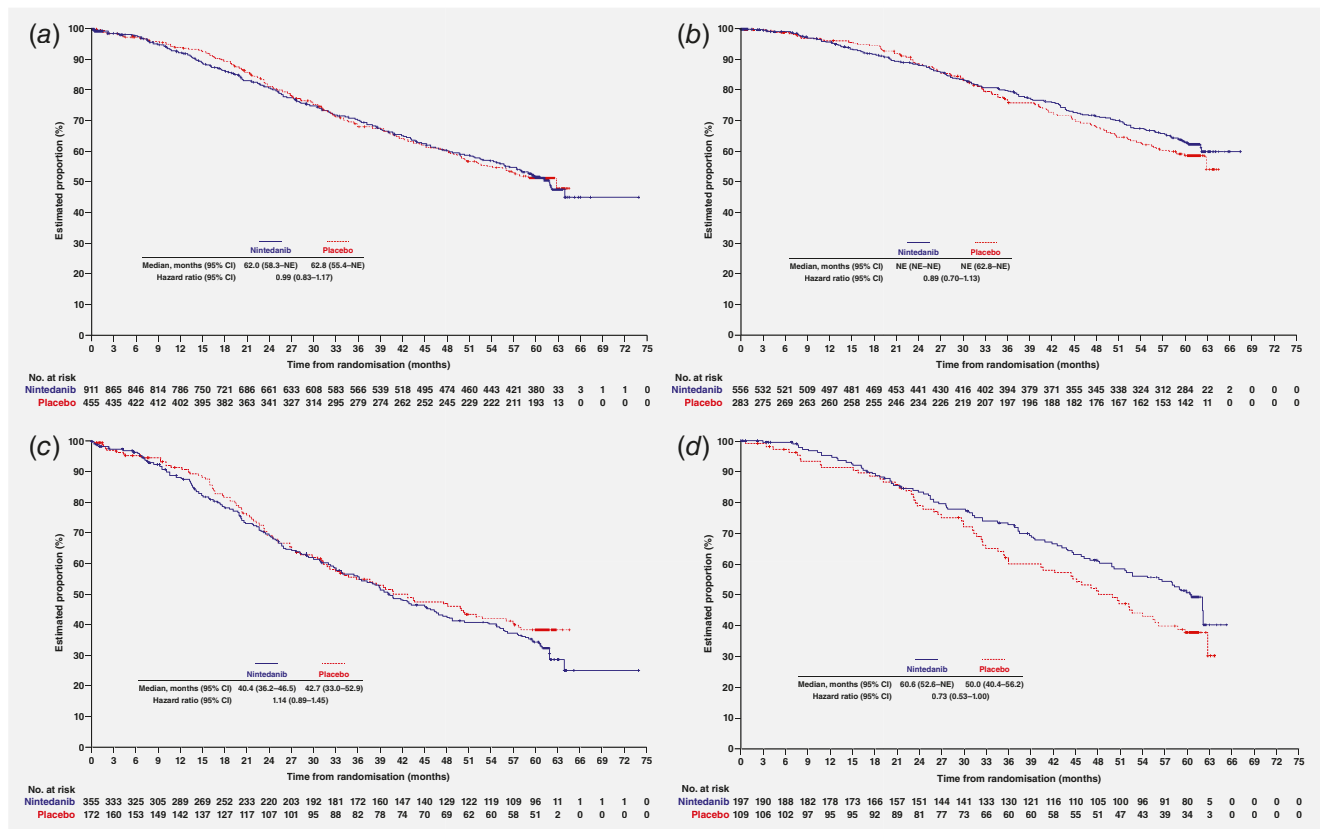 (a)
100
90
80
70
60
50
40
30
20
10
0
Estimated proportion (%)
Nintedanib Placebo
Median, months (95% CI) 62.0 (58.3–NE) 62.8 (55.4–NE)
Hazard ratio (95% CI) 0.99 (0.83–1.17)
0 3 6 9 12 15 18 21 24 27 30 33 36 39 42 45 48 51 54 57 60 63 66 69 72 75
Time from randomisation (months)
No. at risk
Nintedanib 911 865 846 814 786 750 721 686 661 633 608 583 566 539 518 495 474 460 443 421 380 33 3 1 1 0
Placebo 455 435 422 412 402 395 382 363 341 327 314 295 279 274 262 252 245 229 222 211 193 13 0 0 0 0
(b)
100
90
80
70
60
50
40
30
20
10
0
Estimated proportion (%)
Nintedanib Placebo
Median, months (95% CI) NE (NE–NE) NE (62.8–NE)
Hazard ratio (95% CI) 0.89 (0.70–1.13)
0 3 6 9 12 15 18 21 24 27 30 33 36 39 42 45 48 51 54 57 60 63 66 69 72 75
Time from randomisation (months)
No. at risk
Nintedanib 556 532 521 509 497 481 469 453 441 430 416 402 394 379 371 355 345 338 324 312 284 22 2 0 0 0
Placebo 283 275 269 263 260 258 255 246 234 226 219 207 197 196 188 182 176 167 162 153 142 11 0 0 0 0
(c)
100
90
80
70
60
50
40
30
20
10
0
Estimated proportion (%)
Nintedanib Placebo
Median, months (95% CI) 40.4 (36.2–46.5) 42.7 (33.0–52.9)
Hazard ratio (95% CI) 1.14 (0.89–1.45)
0 3 6 9 12 15 18 21 24 27 30 33 36 39 42 45 48 51 54 57 60 63 66 69 72 75
Time from randomisation (months)
No. at risk
Nintedanib 355 333 325 305 289 269 252 233 220 203 192 181 172 160 147 140 129 122 119 109 96 11 1 1 1 0
Placebo 172 160 153 149 142 137 127 117 107 101 95 88 82 78 74 70 69 62 60 58 51 2 0 0 0 0
(d)
100
90
80
70
60
50
40
30
20
10
0
Estimated proportion (%)
Nintedanib Placebo
Median, months (95% CI) 60.6 (52.6–NE) 50.0 (40.4–56.2)
Hazard ratio (95% CI) 0.73 (0.53–1.00)
0 3 6 9 12 15 18 21 24 27 30 33 36 39 42 45 48 51 54 57 60 63 66 69 72 75
Time from randomisation (months)
No. at risk
Nintedanib 197 190 188 182 178 173 166 157 151 144 141 133 130 121 116 110 105 100 96 91 80 5 0 0 0 0
Placebo 109 106 102 97 95 95 92 89 81 77 73 66 60 60 58 55 51 47 43 39 34 3 0 0 0 0